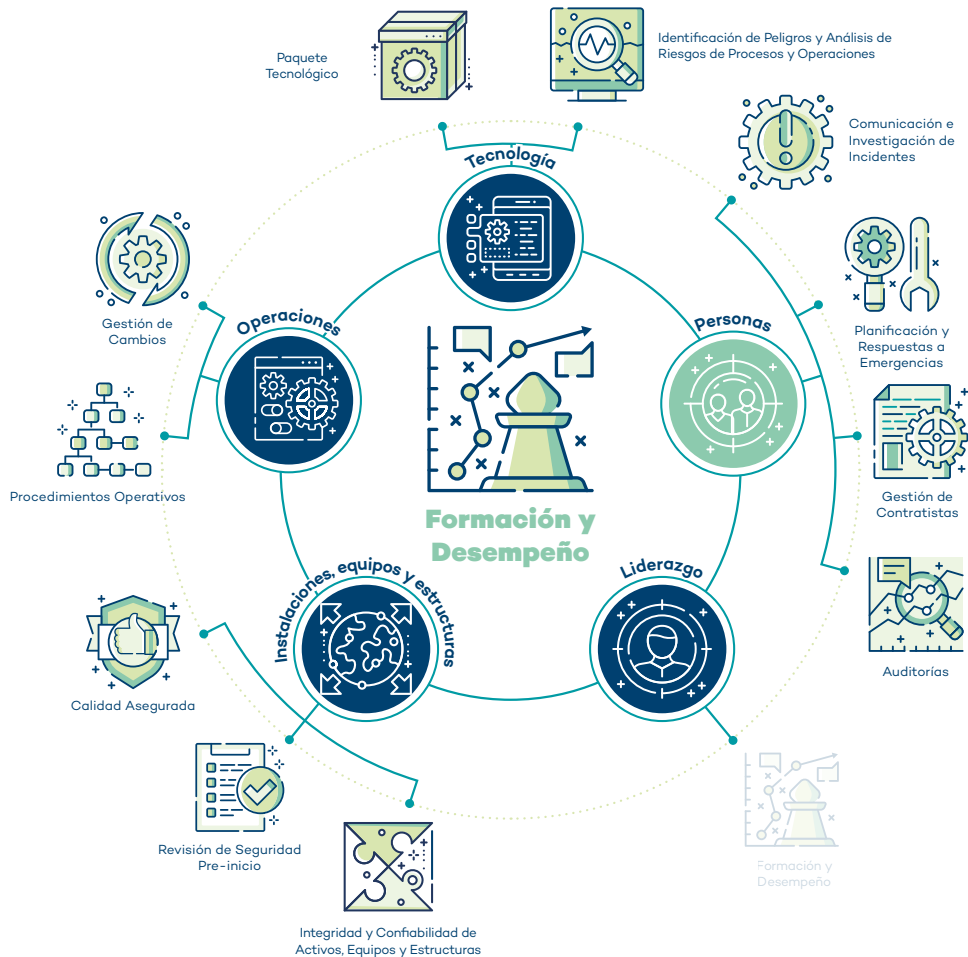 Paquete
Tecnológico
Identificación de Peligros y Análisis de
Riesgos de Procesos y Operaciones
Comunicación e
Investigación de
Incidentes
Tecnología
Gestión de
Cambios
Operaciones
Personas
Planificación y
Respuestas a
Emergencias
Procedimientos Operativos
Gestión de
Contratistas
Formación y
Desempeño
Instalaciones, equipos y estructuras
Liderazgo
Auditorías
Calidad Asegurada
Revisión de Seguridad
Pre-inicio
Formación y
Desempeño
Integridad y Confiabilidad de
Activos, Equipos y Estructuras